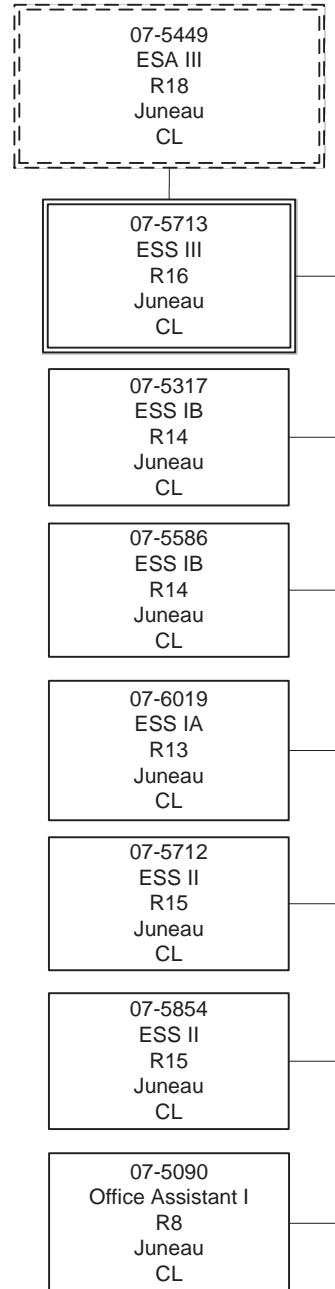 07-5449
ESA III
R18
Juneau
CL
07-5713
ESS III
R16
Juneau
CL
07-5317
ESS IB
R14
Juneau
CL
07-5586
ESS IB
R14
Juneau
CL
07-6019
ESS IA
R13
Juneau
CL
07-5712
ESS II
R15
Juneau
CL
07-5854
ESS II
R15
Juneau
CL
07-5090
Office Assistant I
R8
Juneau
CL